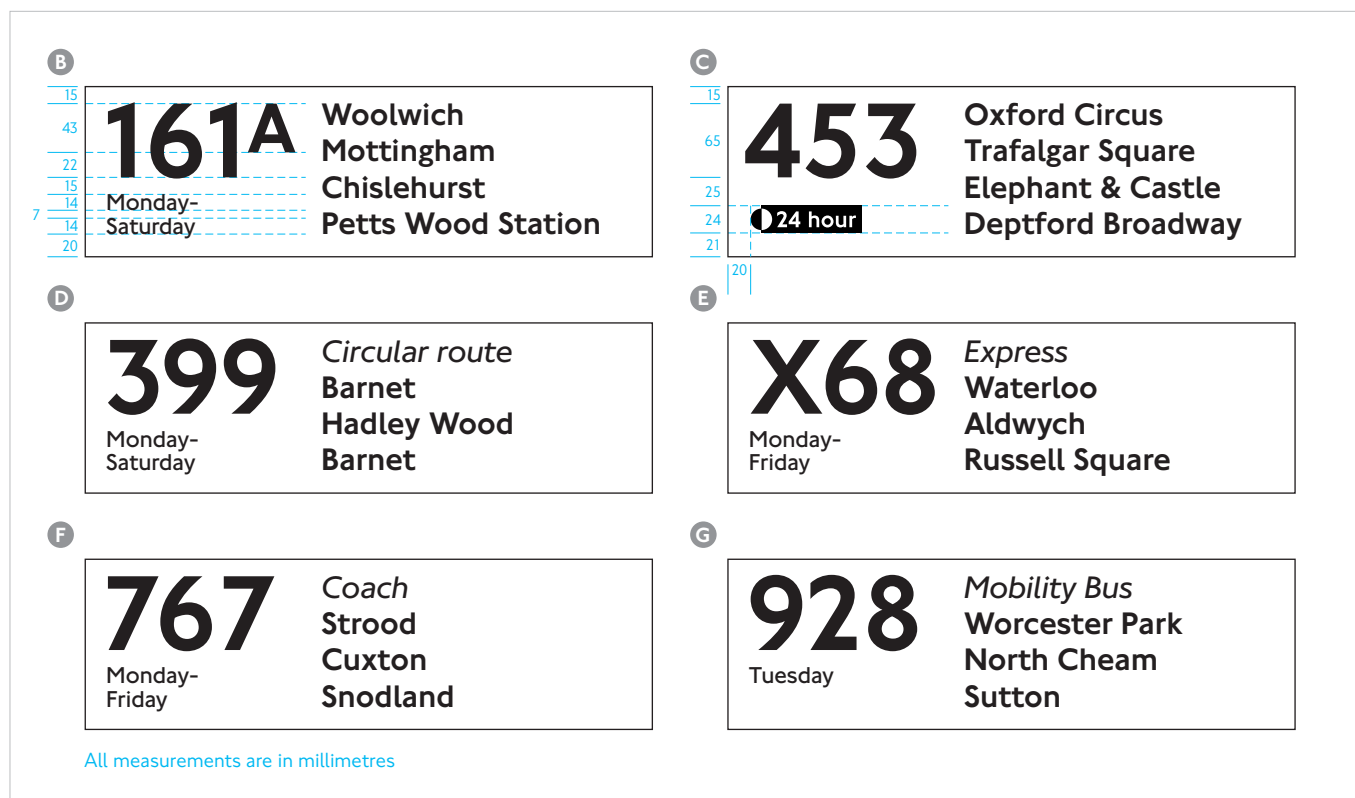 B
15
43
22
15
14
7
14
20
161A
Monday-
Saturday
Woolwich
Mottingham
Chislehurst
Petts Wood Station
C
15
65
25
24
21
20
453
24 hour
Oxford Circus
Trafalgar Square
Elephant & Castle
Deptford Broadway
D
399
Monday-
Saturday
Circular route
Barnet
Hadley Wood
Barnet
E
X68
Monday-
Friday
Express
Waterloo
Aldwych
Russell Square
F
767
Monday-
Friday
Coach
Strood
Cuxton
Snodland
G
928
Tuesday
Mobility Bus
Worcester Park
North Cheam
Sutton
All measurements are in millimetres